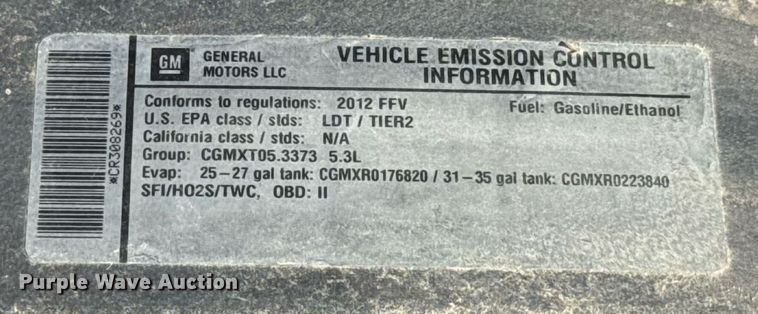 GM
GENERAL
MOTORS LLC
VEHICLE EMISSION CONTROL
INFORMATION
Conforms to regulations: 2012 FFV
Fuel: Gasoline/Ethanol
U.S. EPA class / stds: LDT / TIER2
California class / stds: N/A
Group: CGMXT05.3373 5.3L
Evap: 25-27 gal tank: CGMXR0176820 / 31-35 gal tank: CGMXR0223840
SFI/HO2S/TWC, OBD: II
*CR308269*
Purple Wave Auction